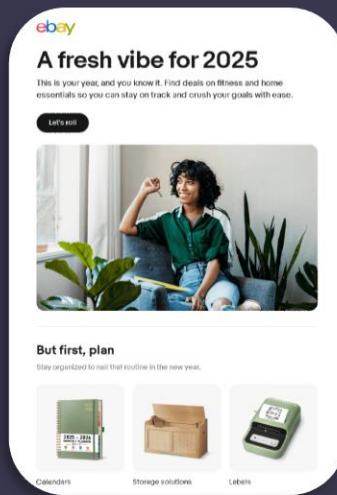 ebay
A fresh vibe for 2025
This is your year, and you know it. Find deals on fitness and home
essentials so you can stay on track and crush your goals with ease.
Let's roll
But first, plan
Stay organized to nail that routine in the new year.
2025 - 2026
Calendars
Storage solutions
Labels